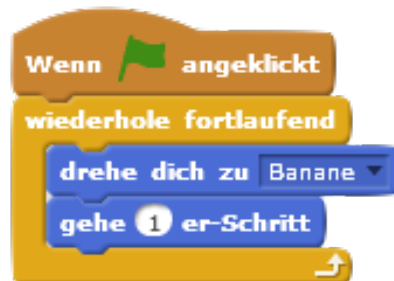 Wenn angeklickt
wiederhole fortlaufend
drehe dich zu Banane
gehe 1 er-Schritt